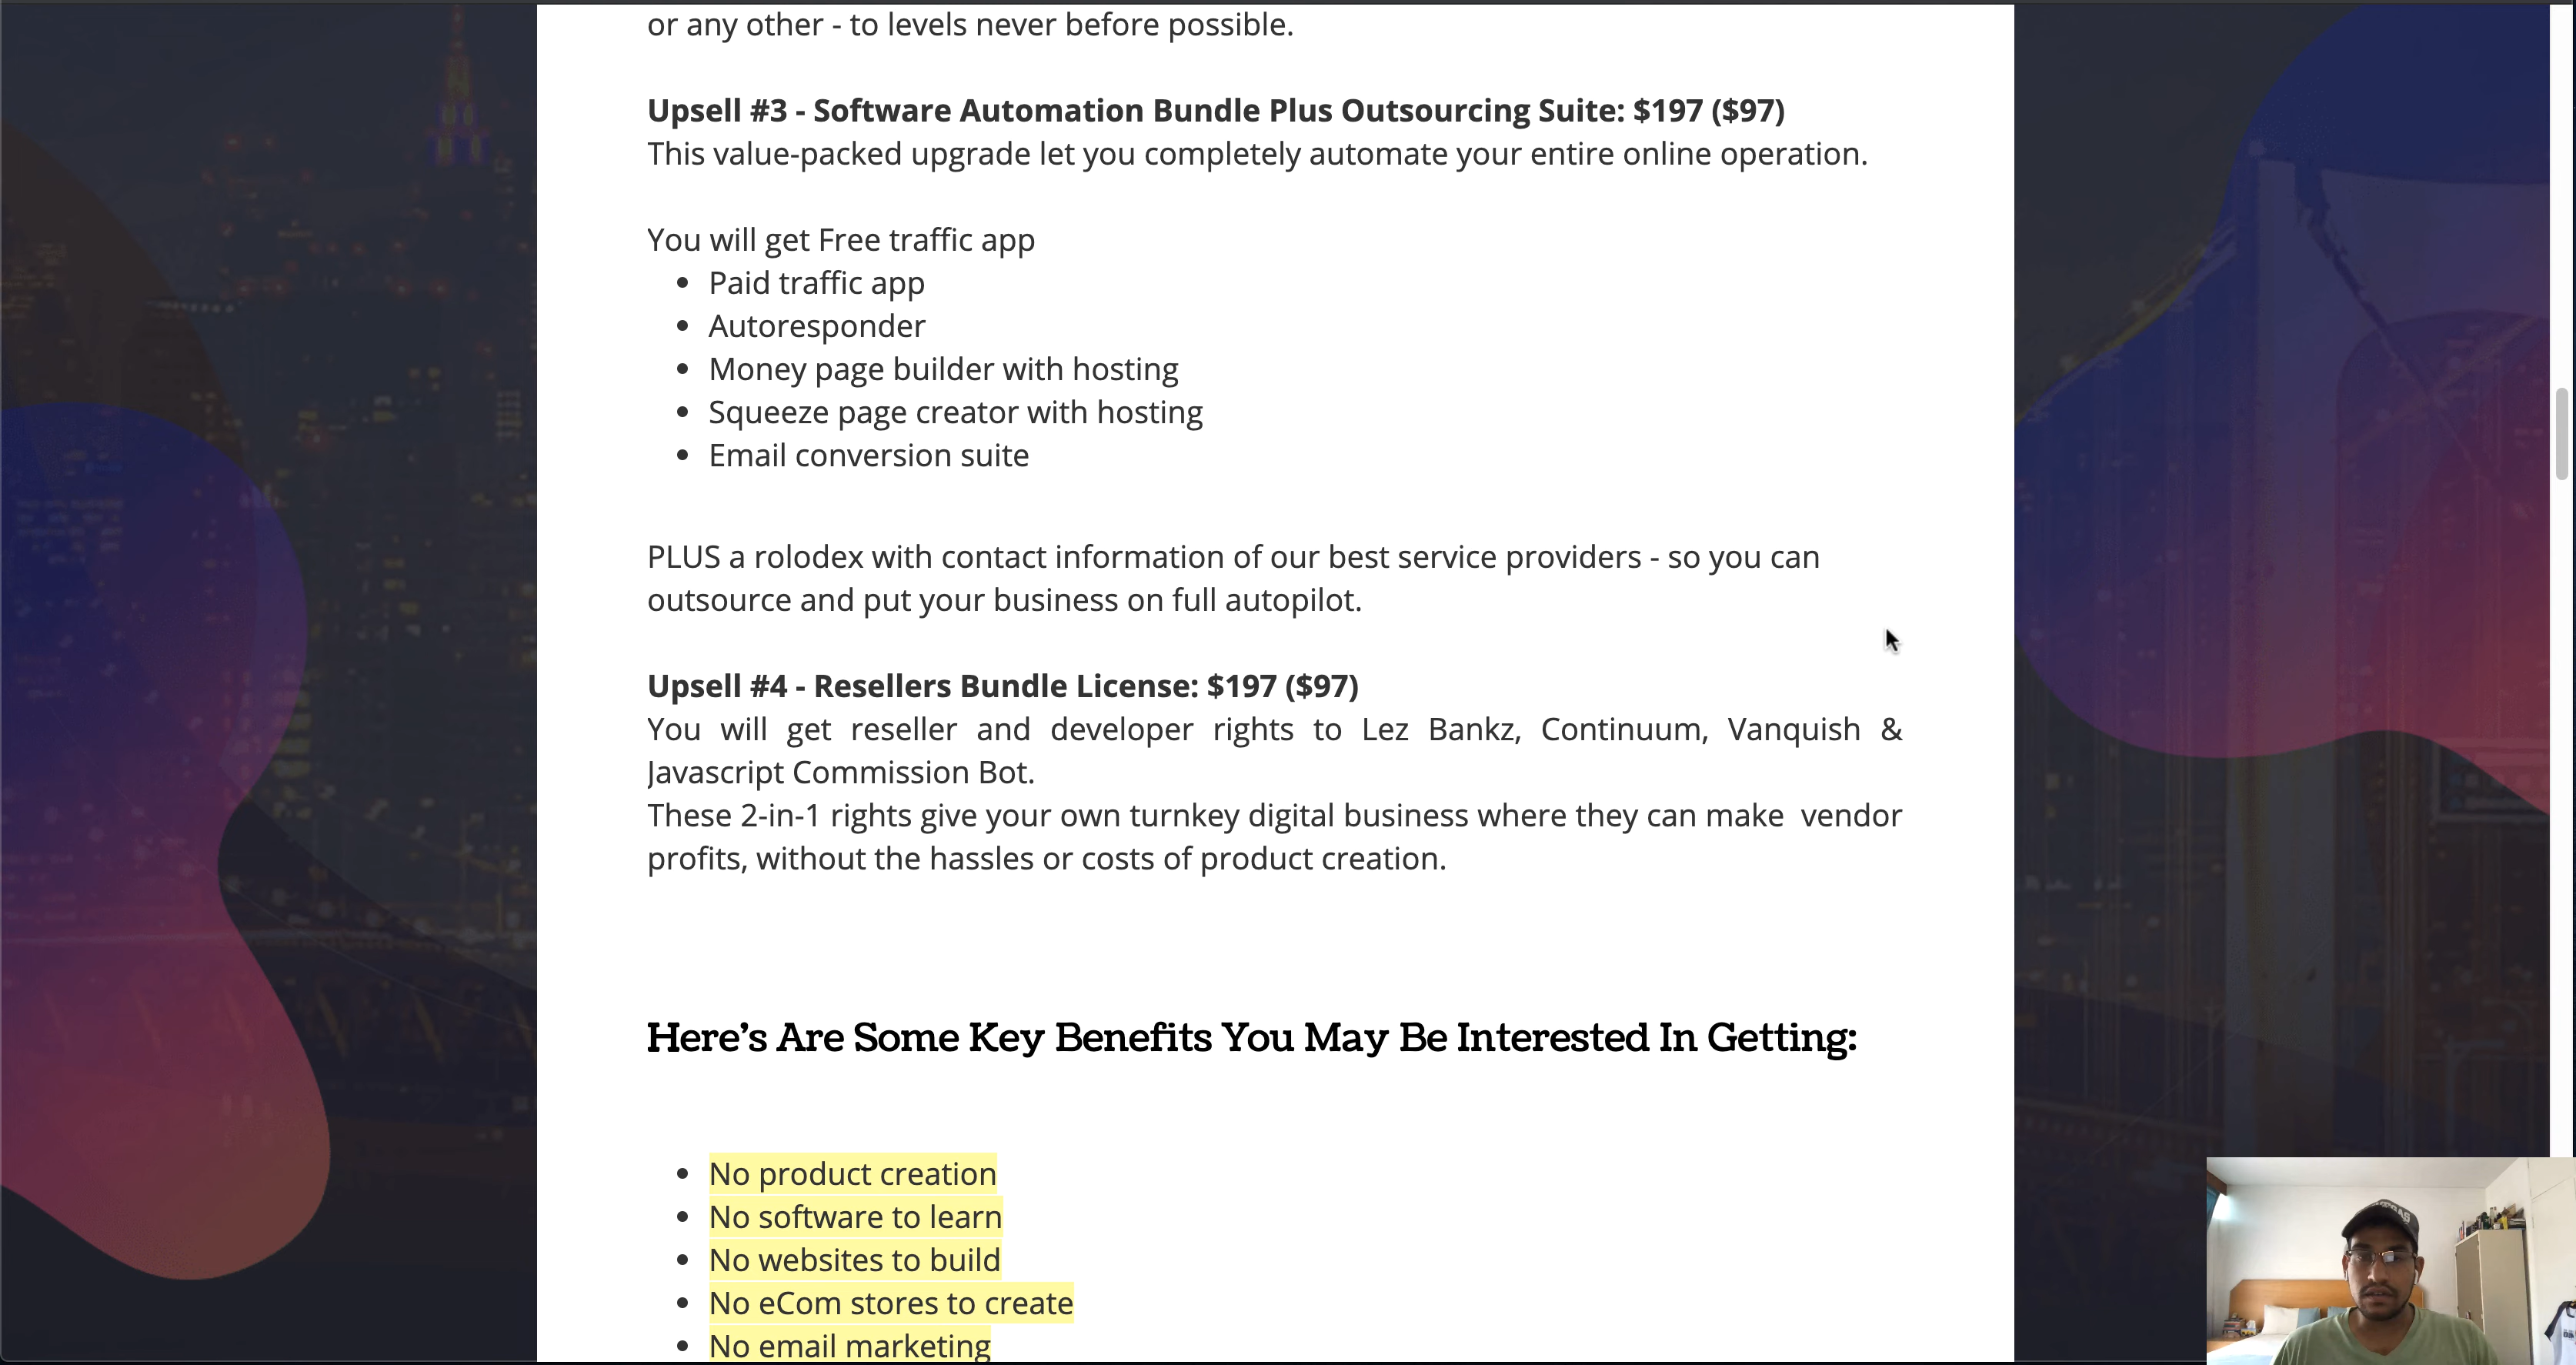 or any other - to levels never before possible.
Upsell #3 - Software Automation Bundle Plus Outsourcing Suite: $197 ($97)
This value-packed upgrade let you completely automate your entire online operation.
You will get Free traffic app
• Paid traffic app
• Autoresponder
• Money page builder with hosting
• Squeeze page creator with hosting
• Email conversion suite
PLUS a rolodex with contact information of our best service providers - so you can
outsource and put your business on full autopilot.
Upsell #4 - Resellers Bundle License: $197 ($97)
You will get reseller and developer rights to Lez Bankz, Continuum, Vanquish &
Javascript Commission Bot.
These 2-in-1 rights give your own turnkey digital business where they can make vendor
profits, without the hassles or costs of product creation.
Here’s Are Some Key Benefits You May Be Interested In Getting:
• No product creation
• No software to learn
• No websites to build
• No eCom stores to create
• No email marketing